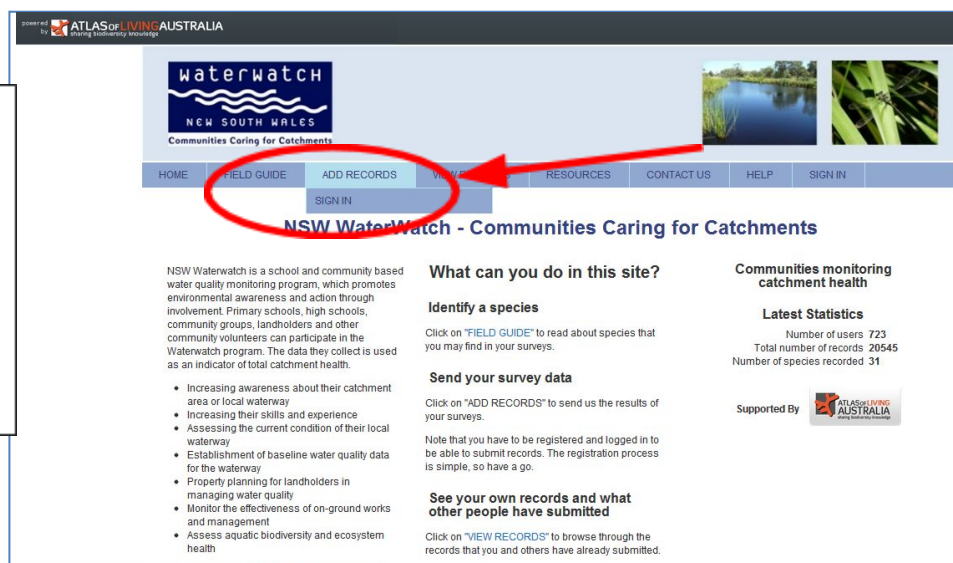 powered by ATLAS OF LIVING AUSTRALIA
sharing biodiversity knowledge
waterwatch
NEW SOUTH WALES
Communities Caring for Catchments
HOME FIELD GUIDE ADD RECORDS VIEW RESOURCES CONTACT US HELP SIGN IN
SIGN IN
NSW WaterWatch - Communities Caring for Catchments
NSW Waterwatch is a school and community based
water quality monitoring program, which promotes
environmental awareness and action through
involvement. Primary schools, high schools,
community groups, landholders and other
community volunteers can participate in the
Waterwatch program. The data they collect is used
as an indicator of total catchment health.
• Increasing awareness about their catchment
area or local waterway
• Increasing their skills and experience
• Assessing the current condition of their local
waterway
• Establishment of baseline water quality data
for the waterway
• Property planning for landholders in
managing water quality
• Monitor the effectiveness of on-ground works
and management
• Assess aquatic biodiversity and ecosystem
health
What can you do in this site?
Identify a species
Click on "FIELD GUIDE" to read about species that
you may find in your surveys.
Send your survey data
Click on "ADD RECORDS" to send us the results of
your surveys.
Note that you have to be registered and logged in to
be able to submit records. The registration process
is simple, so have a go.
See your own records and what
other people have submitted
Click on "VIEW RECORDS" to browse through the
records that you and others have already submitted.
Communities monitoring
catchment health
Latest Statistics
Number of users 723
Total number of records 20545
Number of species recorded 31
Supported By ATLAS OF LIVING
AUSTRALIA
sharing biodiversity knowledge